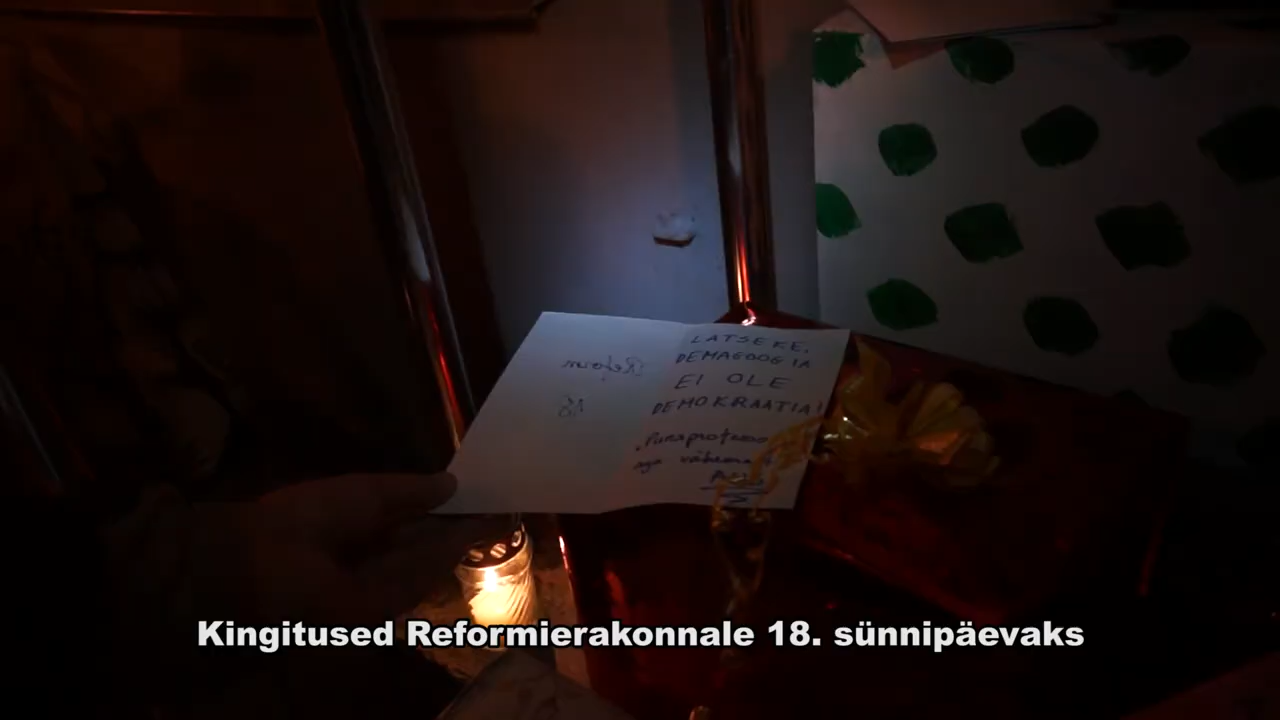 Reform
18
LATSEKE,
DEMAGOOGIA
EI OLE
DEMOKRAATIA!
Kingitused Reformierakonnale 18. sünnipäevaks